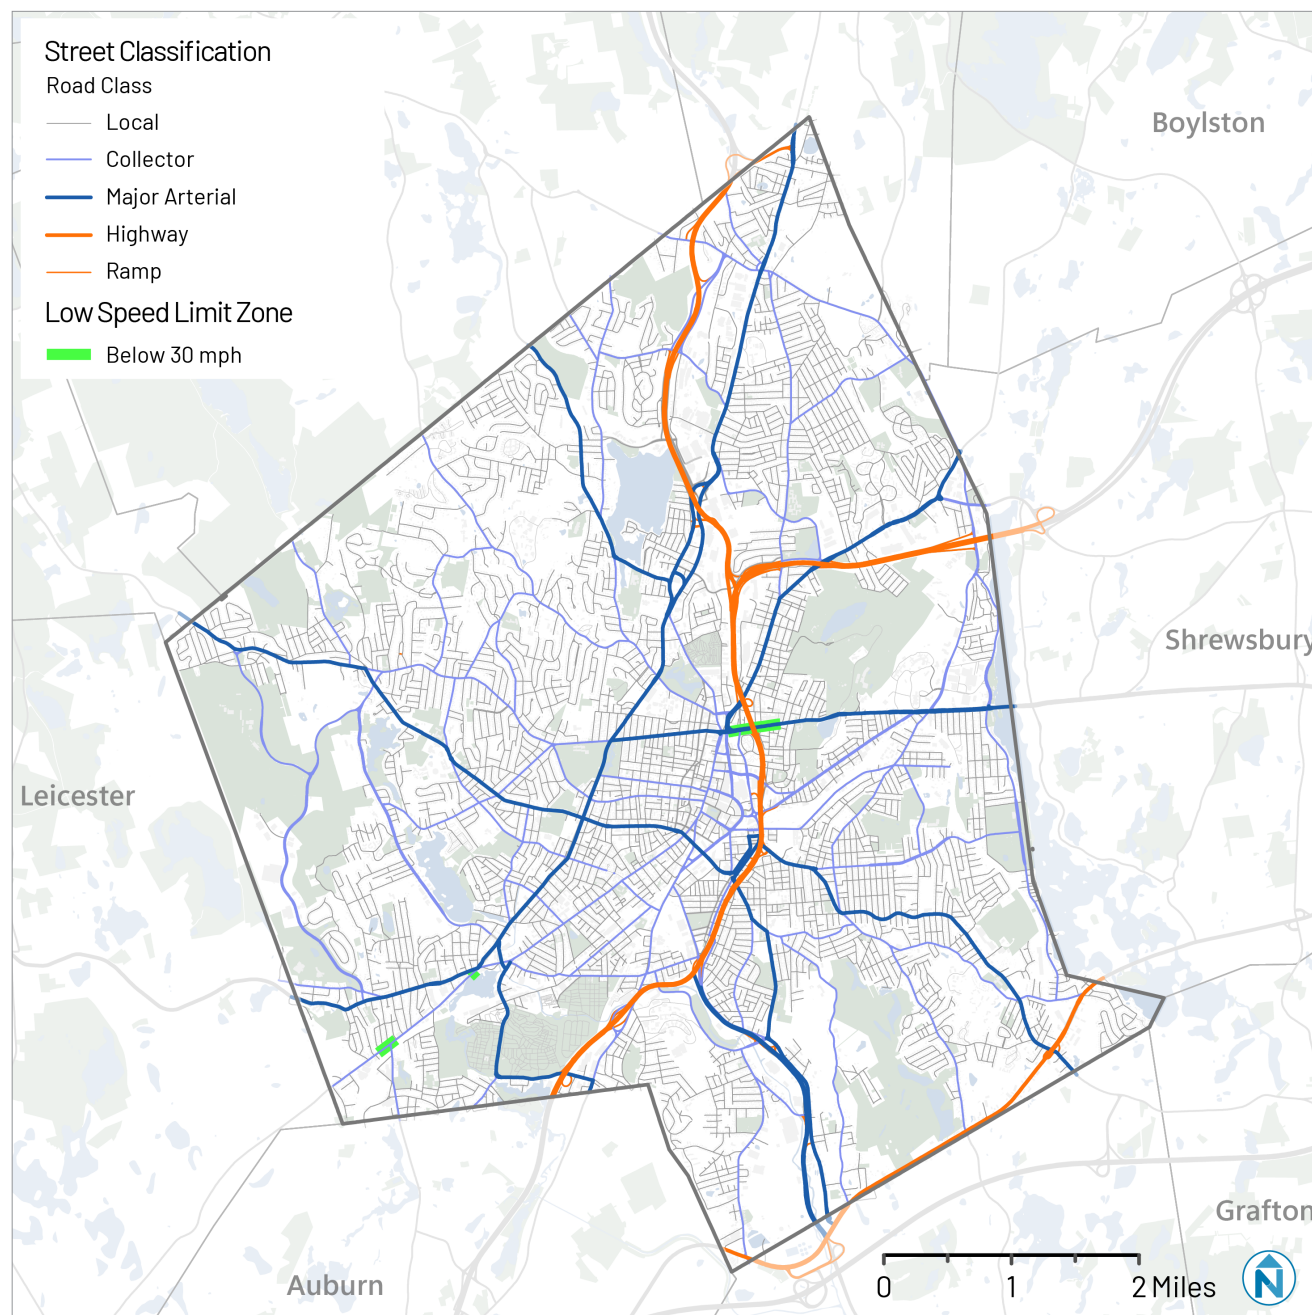 Street Classification
Road Class
Local
Collector
Major Arterial
Highway
Ramp
Low Speed Limit Zone
Below 30 mph
Boylston
Shrewsbury
Leicester
Grafton
Auburn
0 1 2 Miles
N